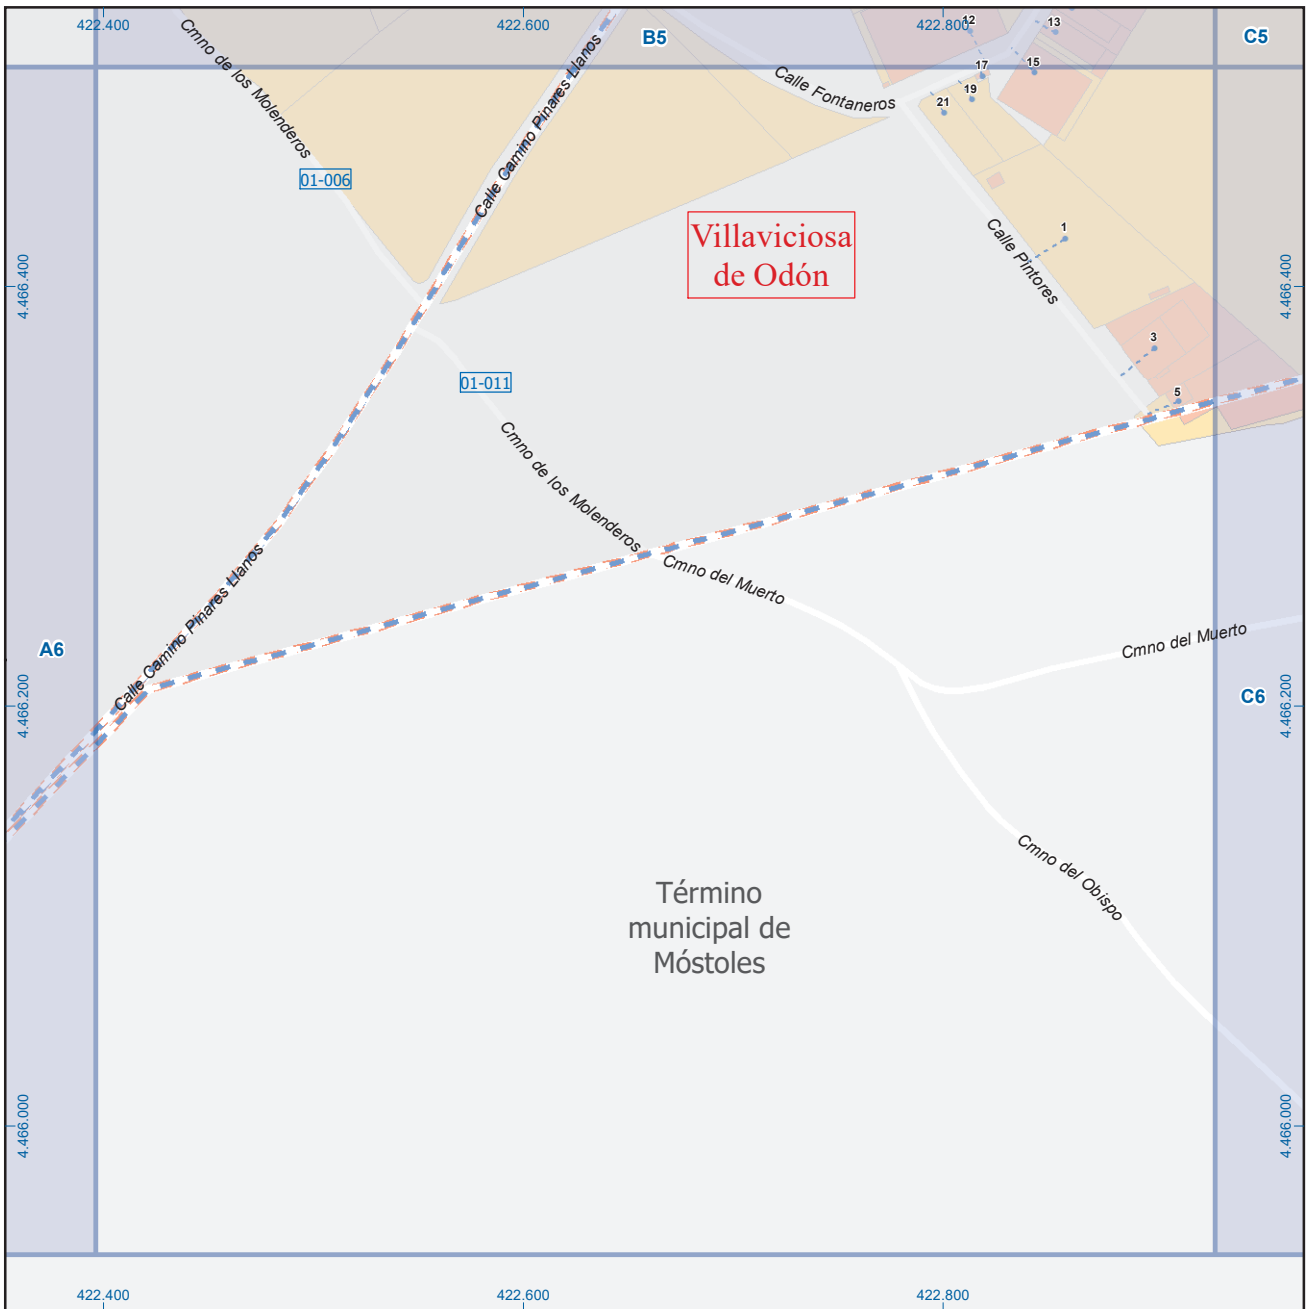 422.400
422.600
422.800
B5
C5
12
13
17
15
19
21
Cmno de los Molenderos
Calle Camino Pinares Llanos
Calle Fontaneros
01-006
Villaviciosa
de Odón
1
Calle Pintores
4.466.400
4.466.400
3
01-011
5
Cmno de los Molenderos
Cmno del Muerto
Calle Camino Pinares Llanos
Cmno del Muerto
A6
C6
4.466.200
4.466.200
Cmno del Obispo
Término
municipal de
Móstoles
4.466.000
4.466.000
422.400
422.600
422.800